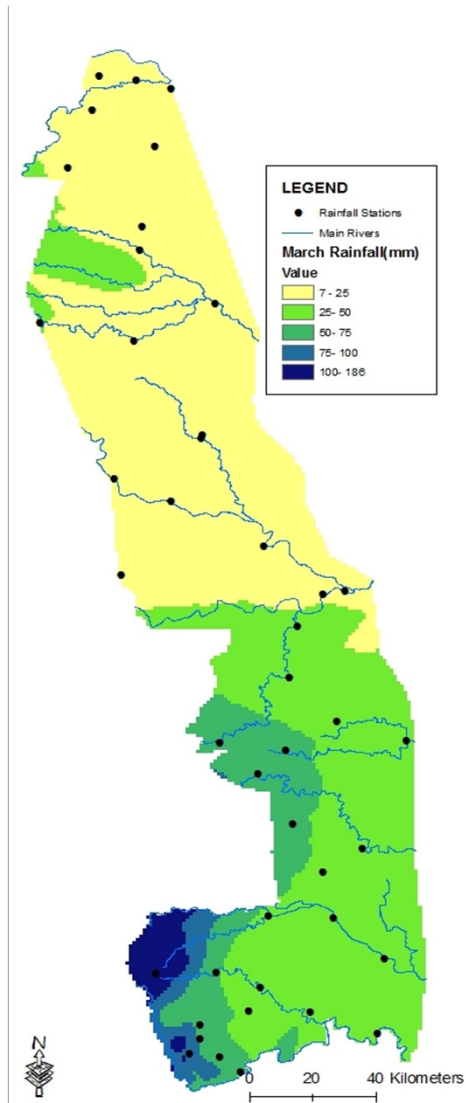 LEGEND
Rainfall Stations
Main Rivers
March Rainfall(mm)
Value
7 - 25
25- 50
50- 75
75- 100
100- 186
N
0 20 40 Kilometers